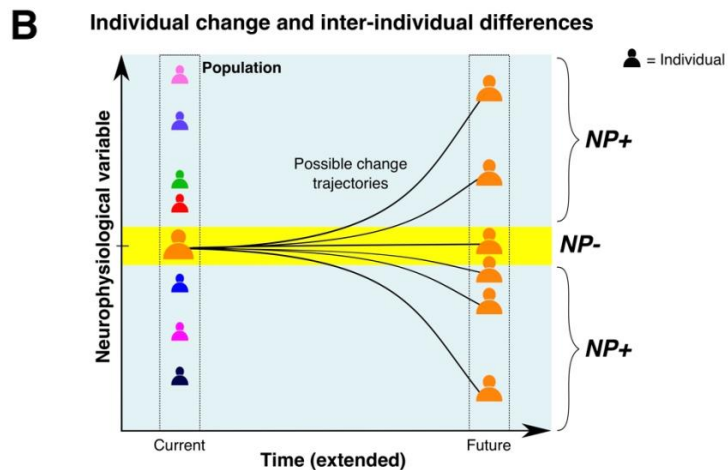 B
Individual change and inter-individual differences
= Individual
Population
NP+
Possible change
trajectories
Neurophysiological variable
NP-
NP+
Current
Future
Time (extended)